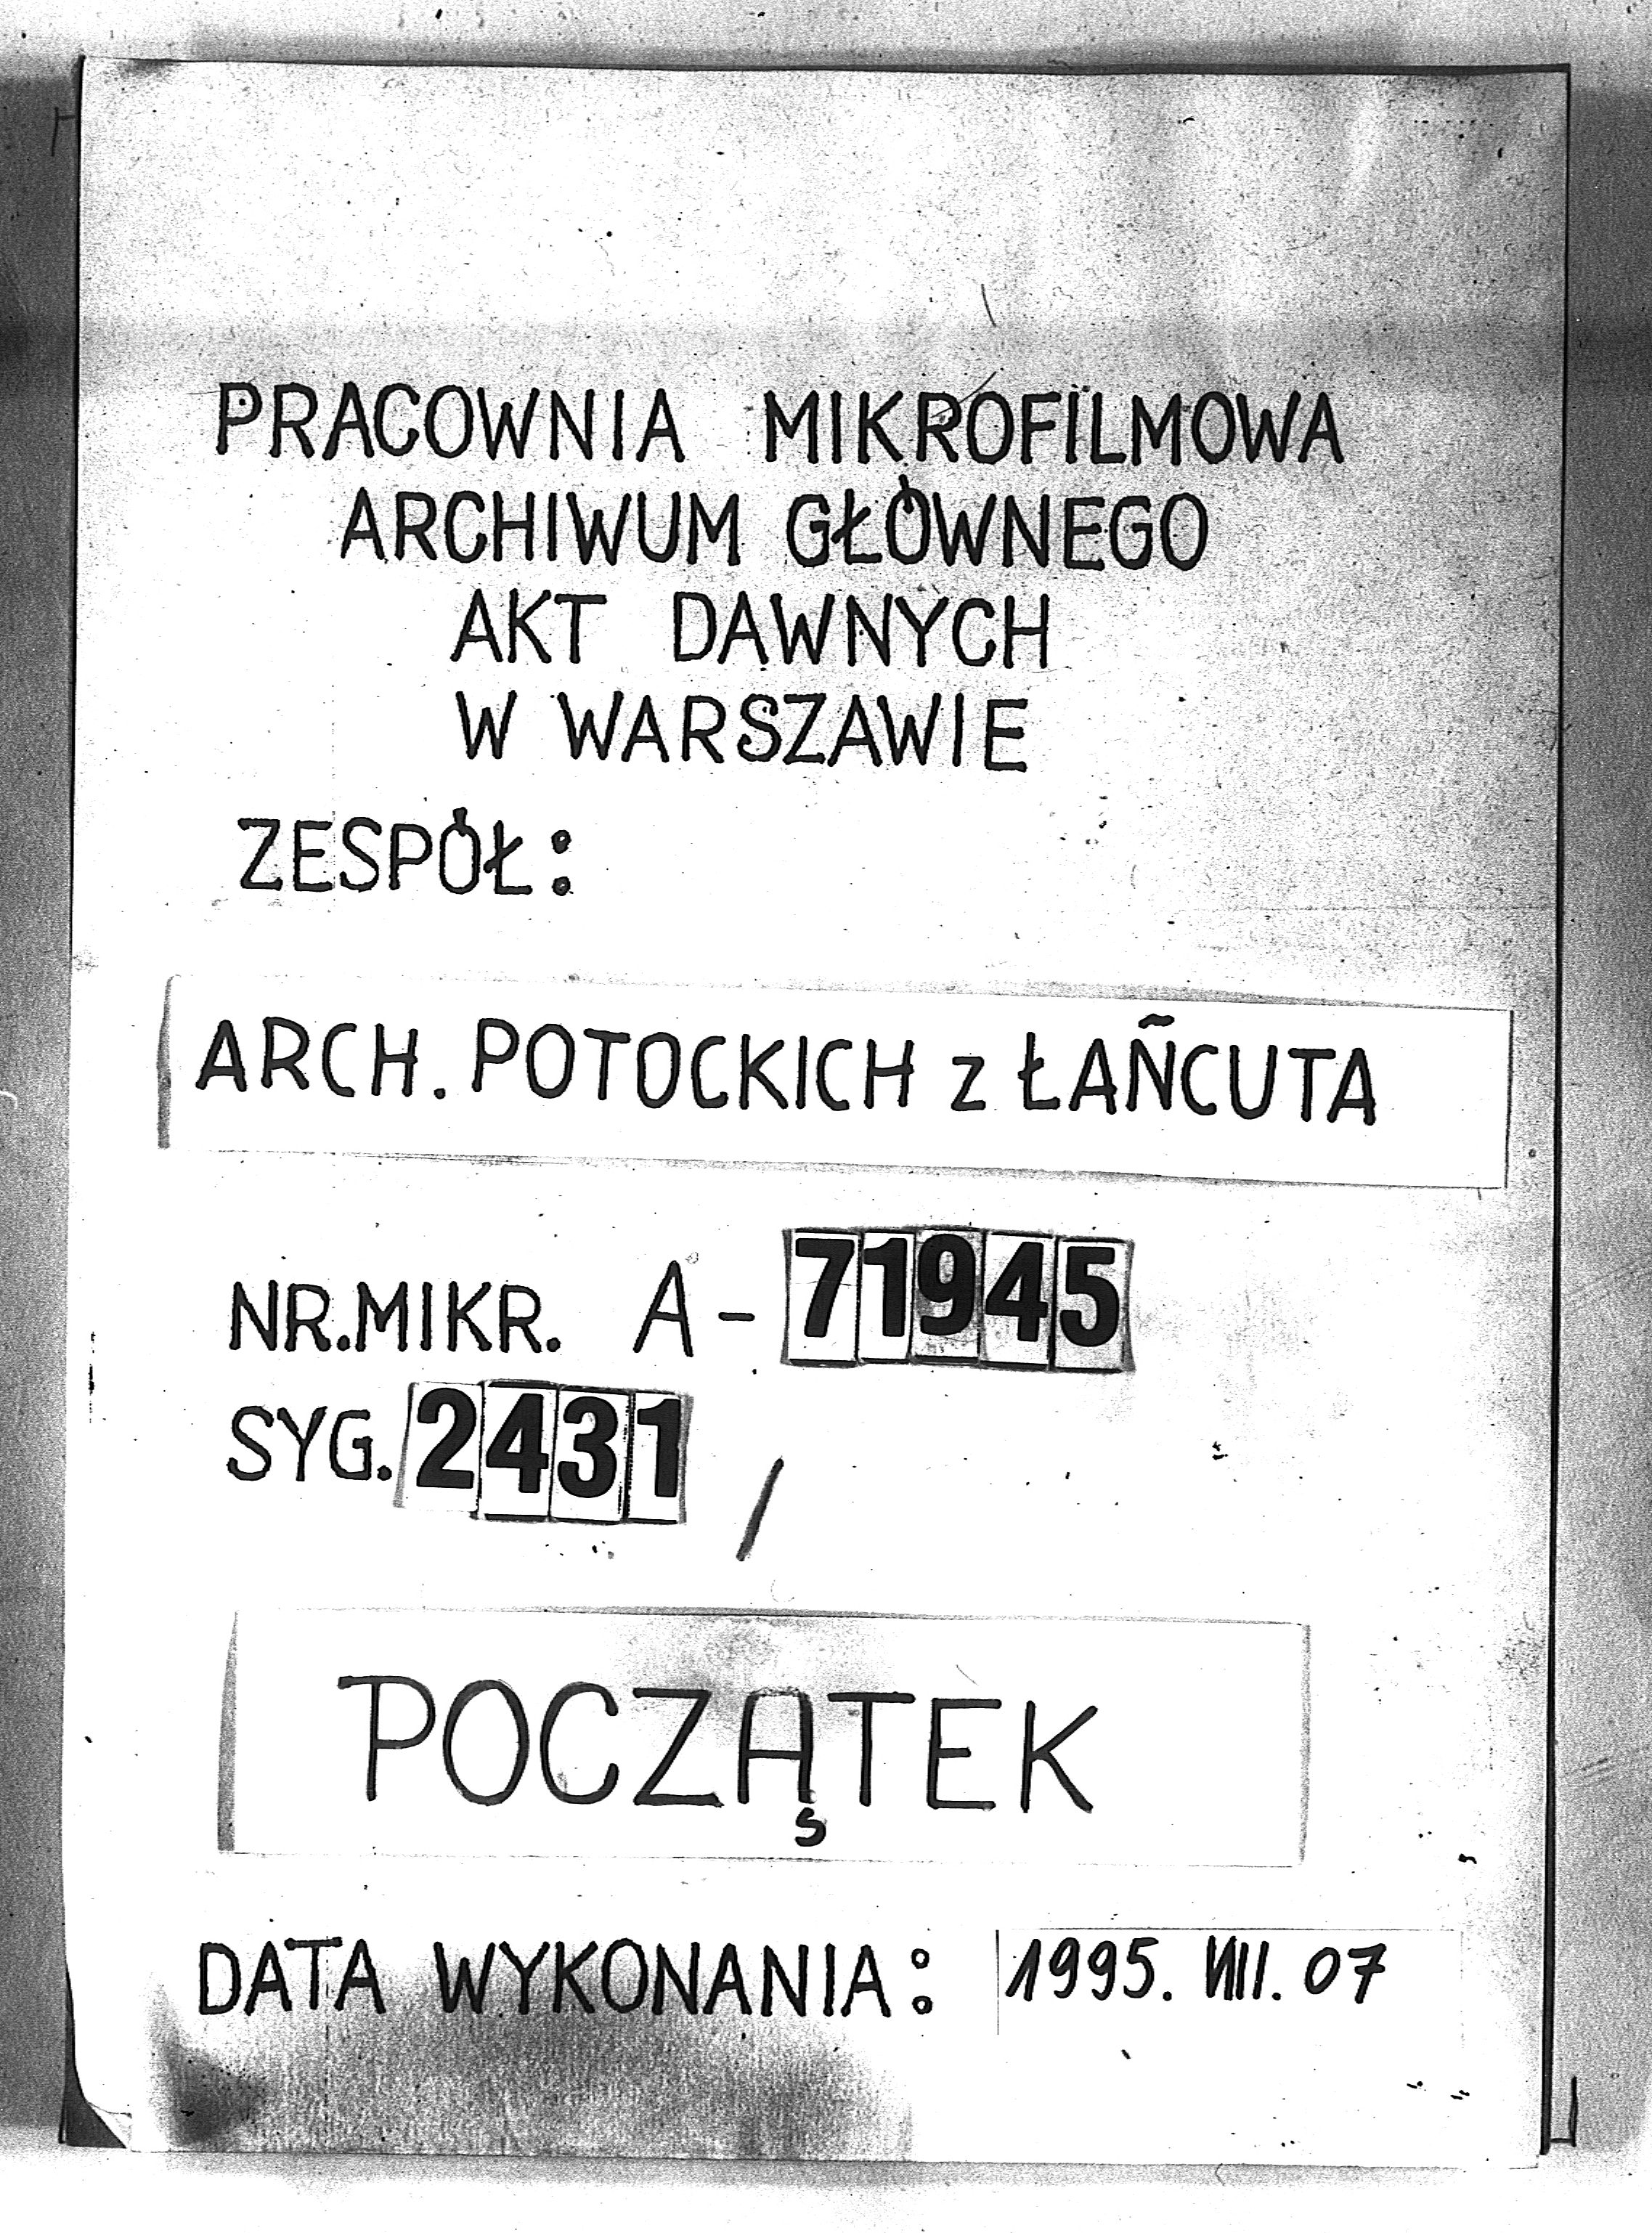 PRACOWNIA MIKROFILMOWA
ARCHIWUM GŁÓWNEGO
AKT DAWNYCH
W WARSZAWIE
ZESPÓŁ:
ARCH. POTOCKICH z ŁAŃCUTA
NR.MIKR. A-71945
SYG. 2431 /
POCZĄTEK
DATA WYKONANIA: 1995. VIII. 07